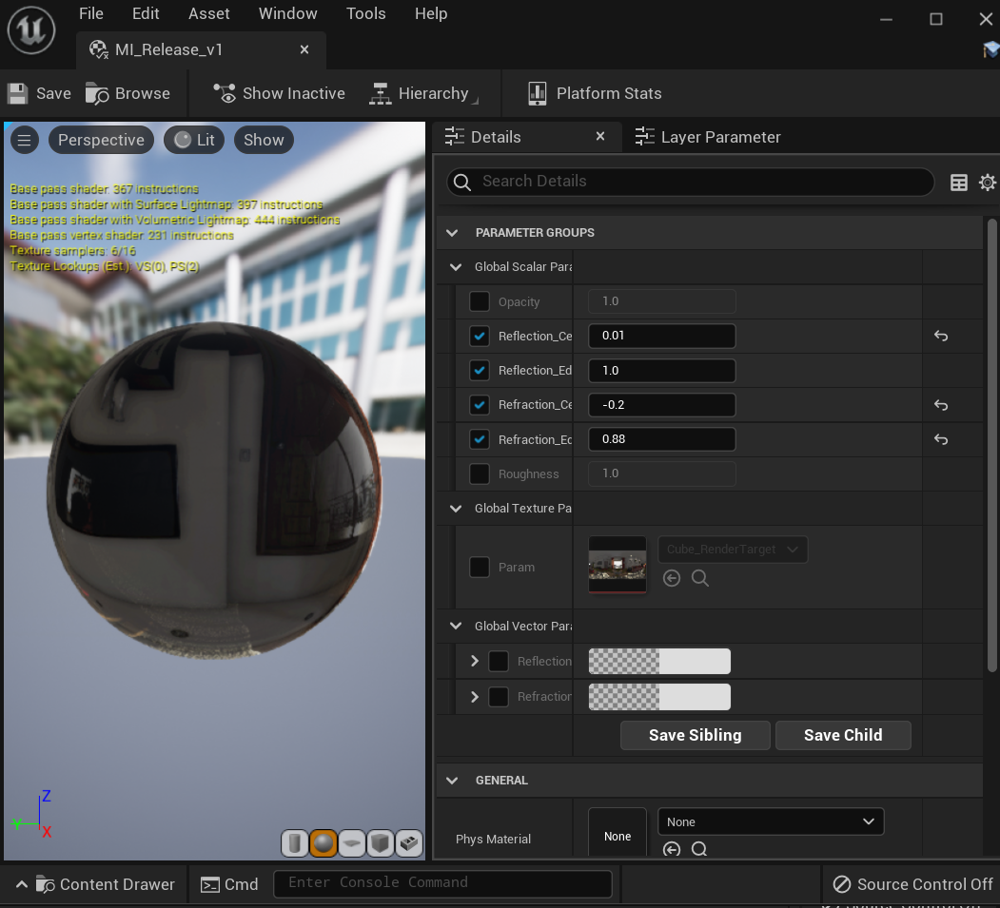 File Edit Asset Window Tools Help
MI_Release_v1
Save Browse Show Inactive Hierarchy Platform Stats
Perspective Lit Show
Details Layer Parameter
Search Details
Base pass shader: 367 instructions
Base pass shader with Surface Lightmap: 397 instructions
Base pass shader with Volumetric Lightmap: 444 instructions
Base pass vertex shader: 231 instructions
Texture samplers: 6/16
Texture Lookups (Est.): VS(0), PS(2)
PARAMETER GROUPS
Global Scalar Para
Opacity 1.0
Reflection_Ce 0.01
Reflection_Ed 1.0
Refraction_Ce -0.2
Refraction_Ed 0.88
Roughness 1.0
Global Texture Pa
Param Cube_RenderTarget
Global Vector Para
Reflection
Refraction
Save Sibling Save Child
GENERAL
Phys Material None None
Z
Y
X
Content Drawer Cmd Enter Console Command Source Control Off